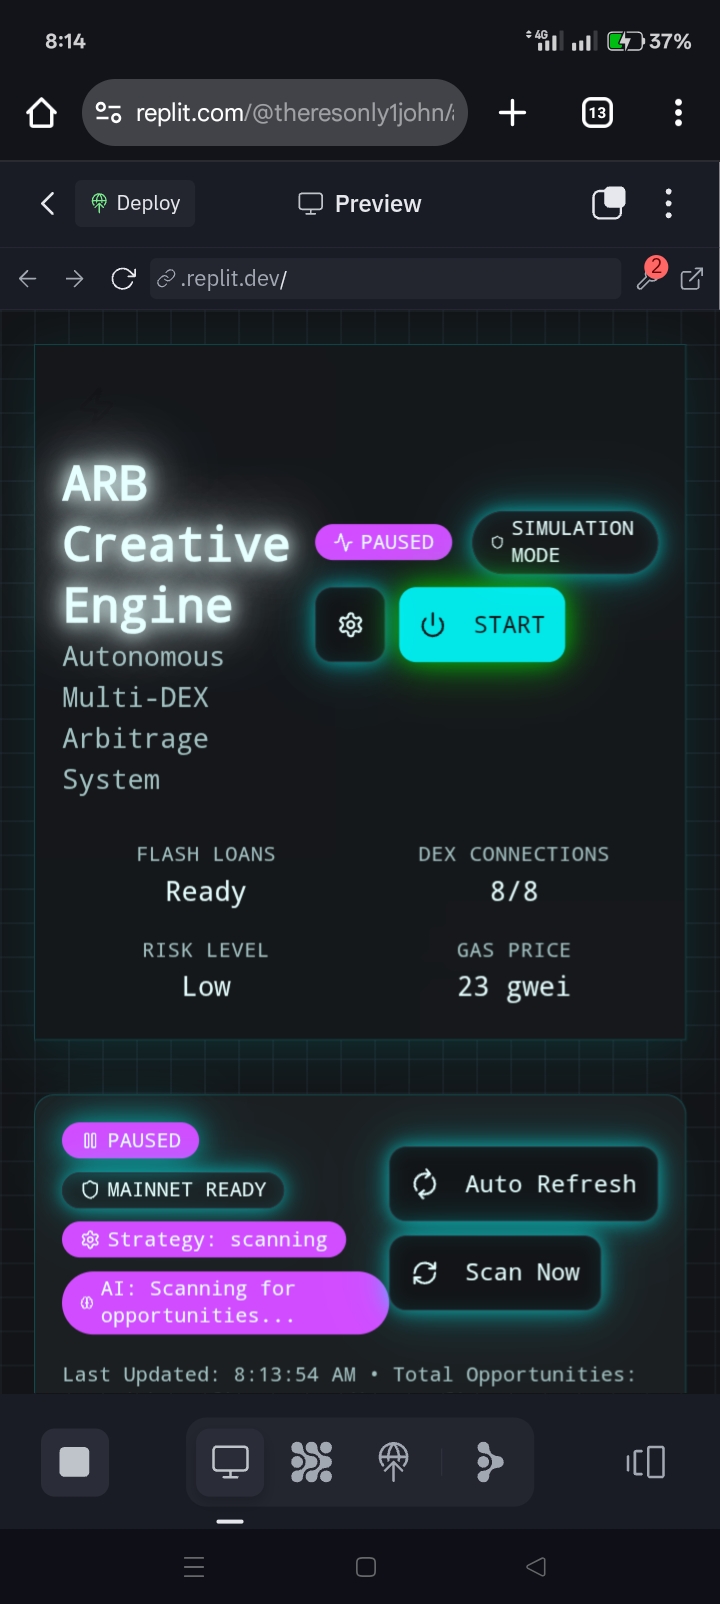 8:14
4G
37%
replit.com/@theresonly1john/
13
Deploy
Preview
.replit.dev/
2
ARB
Creative
Engine
PAUSED
SIMULATION
MODE
START
Autonomous
Multi-DEX
Arbitrage
System
FLASH LOANS
DEX CONNECTIONS
Ready
8/8
RISK LEVEL
GAS PRICE
Low
23 gwei
PAUSED
MAINNET READY
Strategy: scanning
AI: Scanning for
opportunities...
Auto Refresh
Scan Now
Last Updated: 8:13:54 AM • Total Opportunities: